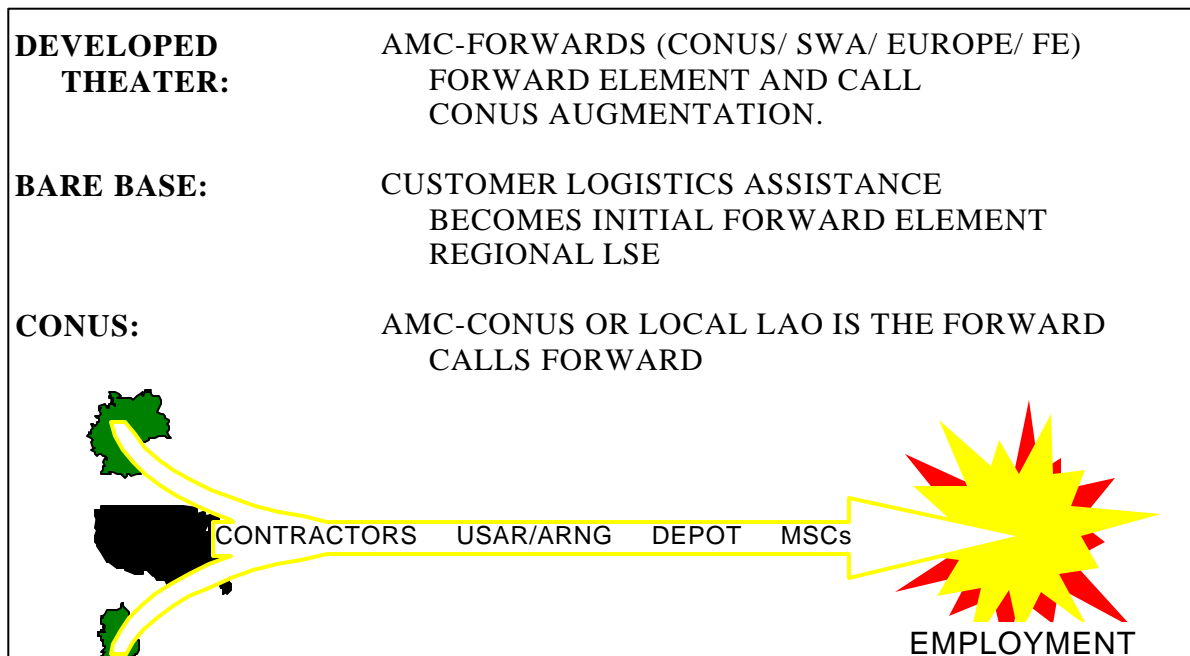 DEVELOPED AMC-FORWARDS (CONUS/ SWA/ EUROPE/ FE)
THEATER: FORWARD ELEMENT AND CALL
CONUS AUGMENTATION.
BARE BASE: CUSTOMER LOGISTICS ASSISTANCE
BECOMES INITIAL FORWARD ELEMENT
REGIONAL LSE
CONUS: AMC-CONUS OR LOCAL LAO IS THE FORWARD
CALLS FORWARD
CONTRACTORS USAR/ARNG DEPOT MSCs
EMPLOYMENT